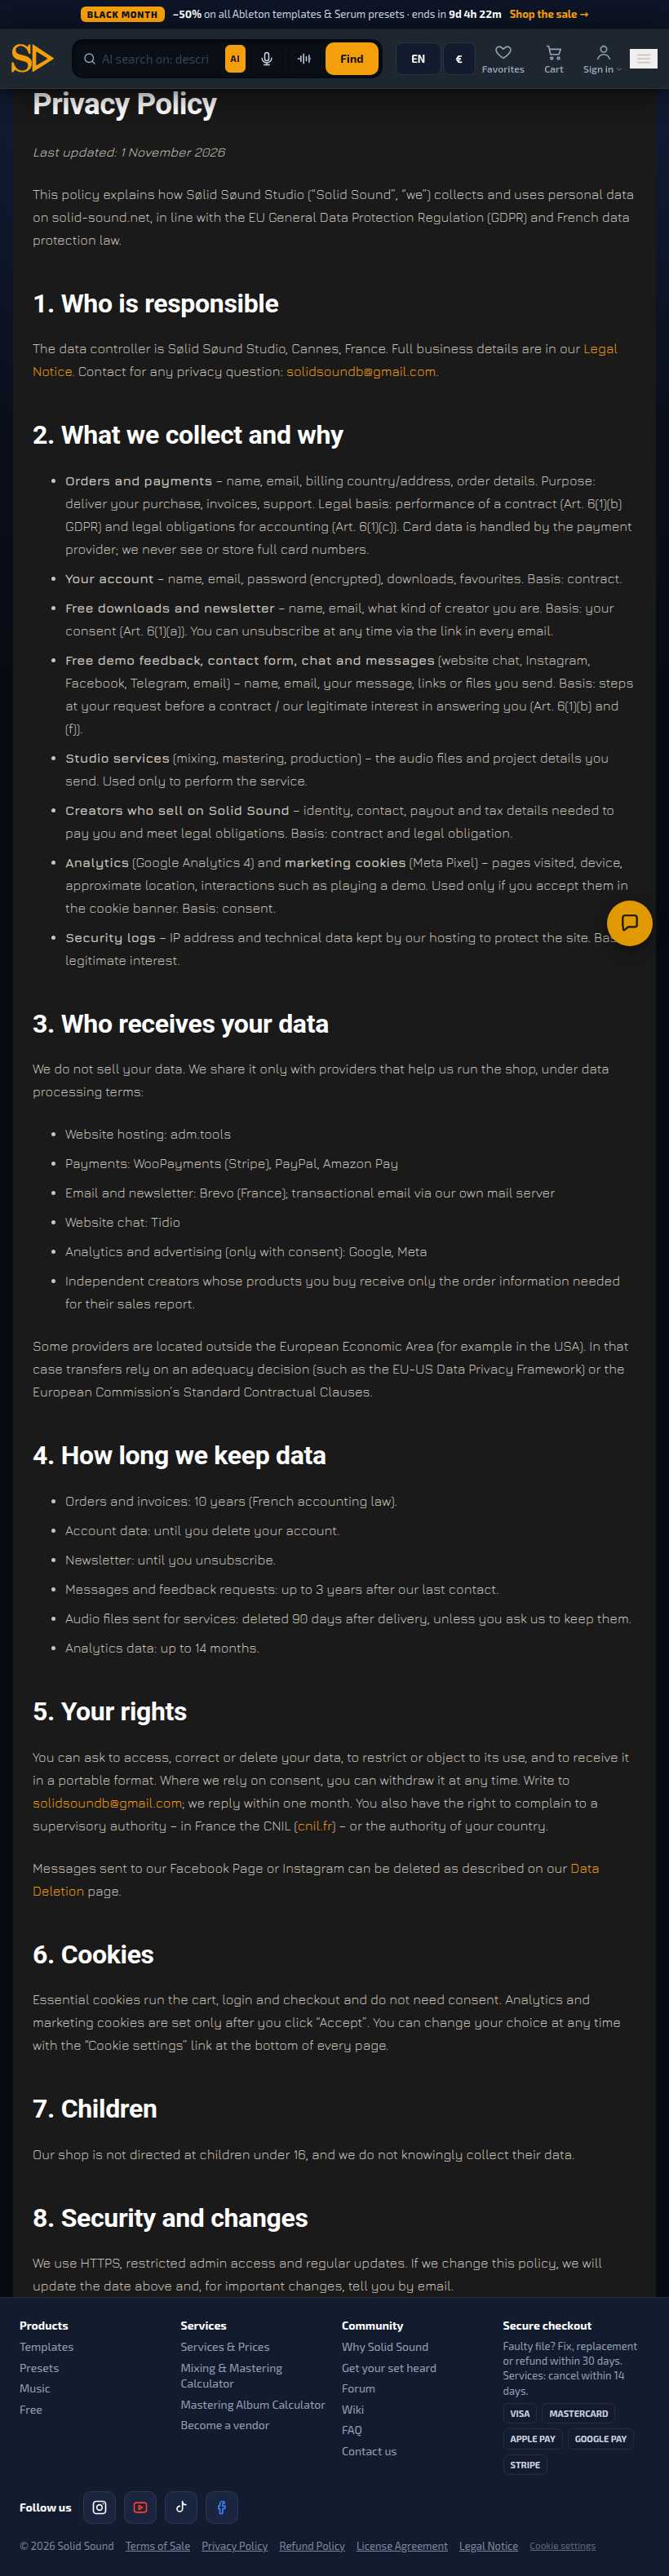 BLACK MONTH −50% on all Ableton templates & Serum presets · ends in 9d 4h 22m Shop the sale →
AI search on: descri AI Find EN € Favorites Cart Sign in
Privacy Policy
Last updated: 1 November 2026
This policy explains how Sølid Søund Studio (“Solid Sound”, “we”) collects and uses personal data
on solid-sound.net, in line with the EU General Data Protection Regulation (GDPR) and French data
protection law.
1. Who is responsible
The data controller is Sølid Søund Studio, Cannes, France. Full business details are in our Legal
Notice. Contact for any privacy question: solidsoundb@gmail.com.
2. What we collect and why
• Orders and payments – name, email, billing country/address, order details. Purpose:
deliver your purchase, invoices, support. Legal basis: performance of a contract (Art. 6(1)(b)
GDPR) and legal obligations for accounting (Art. 6(1)(c)). Card data is handled by the payment
provider; we never see or store full card numbers.
• Your account – name, email, password (encrypted), downloads, favourites. Basis: contract.
• Free downloads and newsletter – name, email, what kind of creator you are. Basis: your
consent (Art. 6(1)(a)). You can unsubscribe at any time via the link in every email.
• Free demo feedback, contact form, chat and messages (website chat, Instagram,
Facebook, Telegram, email) – name, email, your message, links or files you send. Basis: steps
at your request before a contract / our legitimate interest in answering you (Art. 6(1)(b) and
(f)).
• Studio services (mixing, mastering, production) – the audio files and project details you
send. Used only to perform the service.
• Creators who sell on Solid Sound – identity, contact, payout and tax details needed to
pay you and meet legal obligations. Basis: contract and legal obligation.
• Analytics (Google Analytics 4) and marketing cookies (Meta Pixel) – pages visited, device,
approximate location, interactions such as playing a demo. Used only if you accept them in
the cookie banner. Basis: consent.
• Security logs – IP address and technical data kept by our hosting to protect the site.
legitimate interest.
3. Who receives your data
We do not sell your data. We share it only with providers that help us run the shop, under data
processing terms:
• Website hosting: adm.tools
• Payments: WooPayments (Stripe), PayPal, Amazon Pay
• Email and newsletter: Brevo (France); transactional email via our own mail server
• Website chat: Tidio
• Analytics and advertising (only with consent): Google, Meta
• Independent creators whose products you buy receive only the order information needed
for their sales report.
Some providers are located outside the European Economic Area (for example in the USA). In that
case transfers rely on an adequacy decision (such as the EU-US Data Privacy Framework) or the
European Commission’s Standard Contractual Clauses.
4. How long we keep data
• Orders and invoices: 10 years (French accounting law).
• Account data: until you delete your account.
• Newsletter: until you unsubscribe.
• Messages and feedback requests: up to 3 years after our last contact.
• Audio files sent for services: deleted 90 days after delivery, unless you ask us to keep them.
• Analytics data: up to 14 months.
5. Your rights
You can ask to access, correct or delete your data, to restrict or object to its use, and to receive it
in a portable format. Where we rely on consent, you can withdraw it at any time. Write to
solidsoundb@gmail.com; we reply within one month. You also have the right to complain to a
supervisory authority – in France the CNIL (cnil.fr) – or the authority of your country.
Messages sent to our Facebook Page or Instagram can be deleted as described on our Data
Deletion page.
6. Cookies
Essential cookies run the cart, login and checkout and do not need consent. Analytics and
marketing cookies are set only after you click “Accept”. You can change your choice at any time
with the “Cookie settings” link at the bottom of every page.
7. Children
Our shop is not directed at children under 16, and we do not knowingly collect their data.
8. Security and changes
We use HTTPS, restricted admin access and regular updates. If we change this policy, we will
update the date above and, for important changes, tell you by email.
Products
Templates
Presets
Music
Free
Services
Services & Prices
Mixing & Mastering
Calculator
Mastering Album Calculator
Become a vendor
Community
Why Solid Sound
Get your set heard
Forum
Wiki
FAQ
Contact us
Secure checkout
Faulty file? Fix, replacement
or refund within 30 days.
Services: cancel within 14
days.
VISA MASTERCARD
APPLE PAY GOOGLE PAY
STRIPE
Follow us
© 2026 Solid Sound Terms of Sale Privacy Policy Refund Policy License Agreement Legal Notice Cookie settings